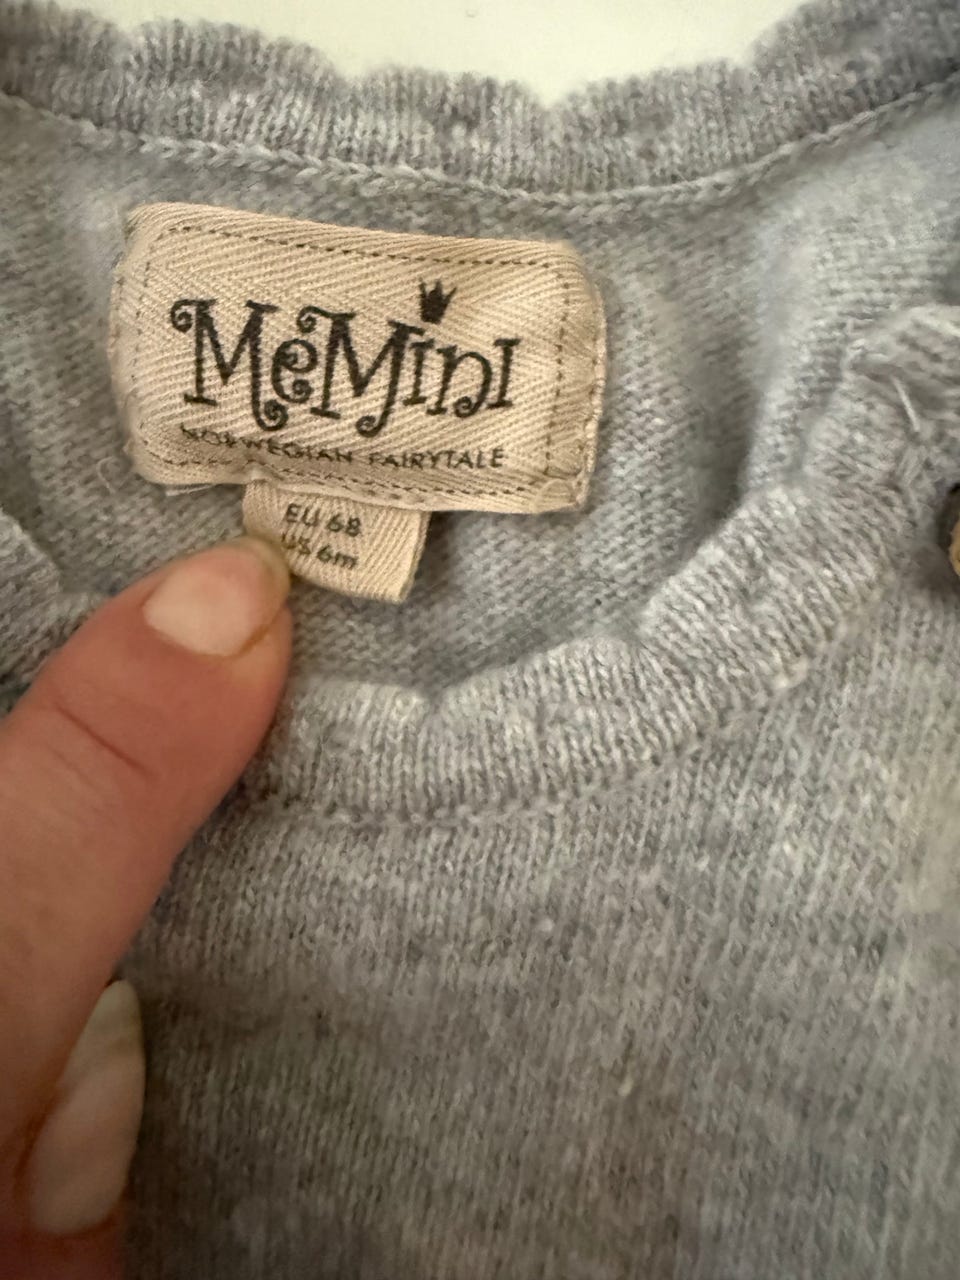 MeMini
NORWEGIAN FAIRYTALE
EU 68
US 6m